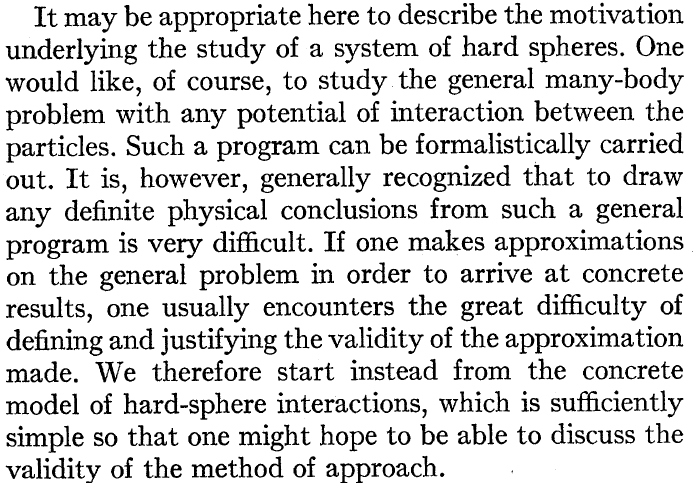 It may be appropriate here to describe the motivation
underlying the study of a system of hard spheres. One
would like, of course, to study the general many-body
problem with any potential of interaction between the
particles. Such a program can be formalistically carried
out. It is, however, generally recognized that to draw
any definite physical conclusions from such a general
program is very difficult. If one makes approximations
on the general problem in order to arrive at concrete
results, one usually encounters the great difficulty of
defining and justifying the validity of the approximation
made. We therefore start instead from the concrete
model of hard-sphere interactions, which is sufficiently
simple so that one might hope to be able to discuss the
validity of the method of approach.